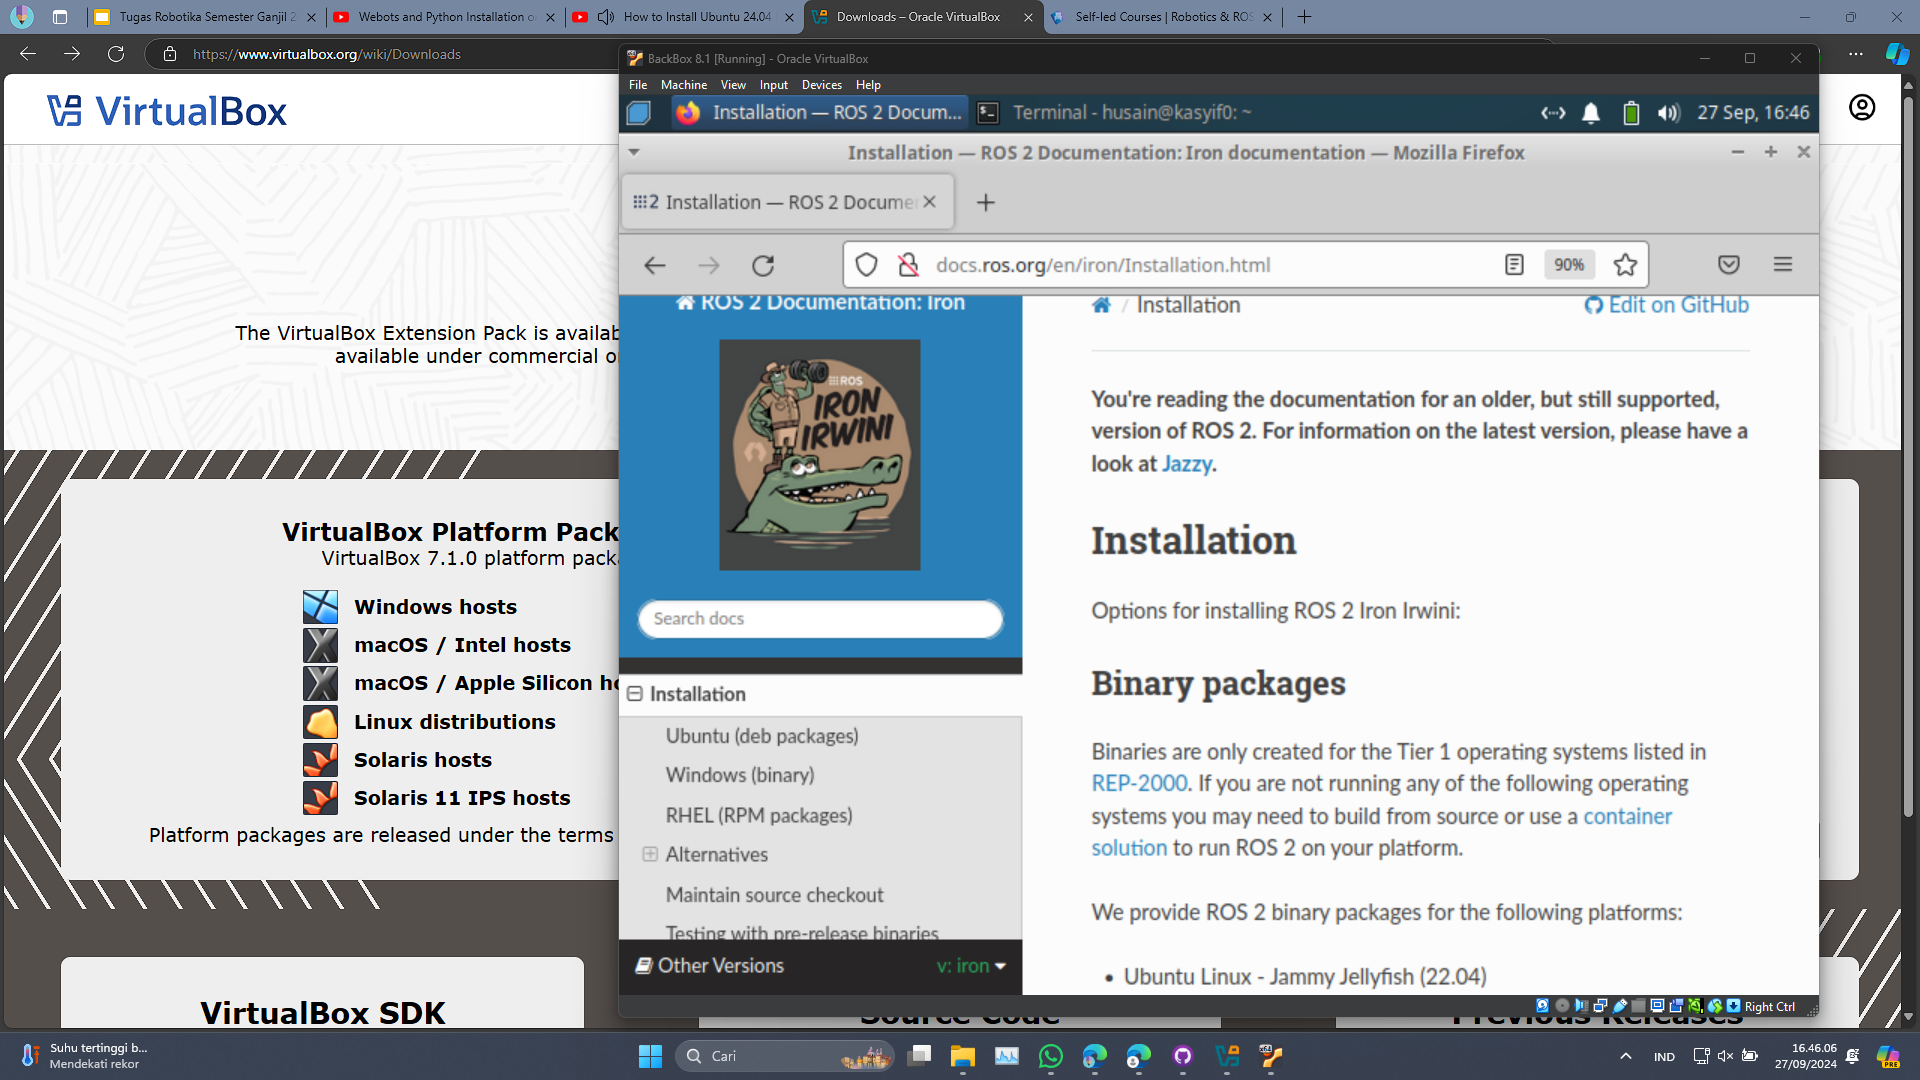 Tugas Robotika Semester Ganjil 2
Webots and Python Installation o
How to Install Ubuntu 24.04
Downloads – Oracle VirtualBox
Self-led Courses | Robotics & ROS
https://www.virtualbox.org/wiki/Downloads
VirtualBox
The VirtualBox Extension Pack is availab
available under commercial o
VirtualBox Platform Pack
VirtualBox 7.1.0 platform packa
Windows hosts
macOS / Intel hosts
macOS / Apple Silicon ho
Linux distributions
Solaris hosts
Solaris 11 IPS hosts
Platform packages are released under the terms
VirtualBox SDK
Source Code
Previous Releases
BackBox 8.1 [Running] - Oracle VirtualBox
File Machine View Input Devices Help
Installation — ROS 2 Docum...
Terminal - husain@kasyif0: ~
27 Sep, 16:46
Installation — ROS 2 Documentation: Iron documentation — Mozilla Firefox
2 Installation — ROS 2 Documen
docs.ros.org/en/iron/Installation.html
90%
ROS 2 Documentation: Iron
ROS
IRON
IRWINI
Search docs
Installation
Ubuntu (deb packages)
Windows (binary)
RHEL (RPM packages)
Alternatives
Maintain source checkout
Testing with pre-release binaries
Other Versions
v: iron
/ Installation
Edit on GitHub
You're reading the documentation for an older, but still supported,
version of ROS 2. For information on the latest version, please have a
look at Jazzy.
Installation
Options for installing ROS 2 Iron Irwini:
Binary packages
Binaries are only created for the Tier 1 operating systems listed in
REP-2000. If you are not running any of the following operating
systems you may need to build from source or use a container
solution to run ROS 2 on your platform.
We provide ROS 2 binary packages for the following platforms:
• Ubuntu Linux - Jammy Jellyfish (22.04)
Right Ctrl
Suhu tertinggi b...
Mendekati rekor
Cari
IND
16.46.06
27/09/2024
PRE